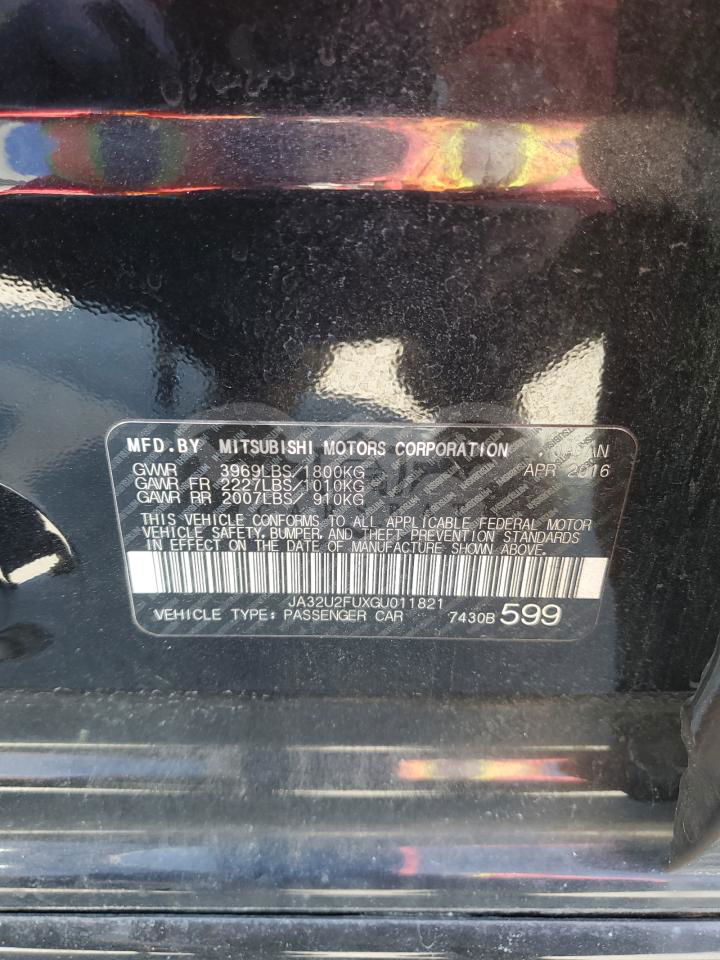 MFD.BY MITSUBISHI MOTORS CORPORATION
GVWR 3969LBS/1800KG APR 2016
GAWR FR 2227LBS/1010KG
GAWR RR 2007LBS/ 910KG
THIS VEHICLE CONFORMS TO ALL APPLICABLE FEDERAL MOTOR
VEHICLE SAFETY, BUMPER, AND THEFT PREVENTION STANDARDS
IN EFFECT ON THE DATE OF MANUFACTURE SHOWN ABOVE.
JA32U2FUXGU011821
VEHICLE TYPE: PASSENGER CAR 7430B 599